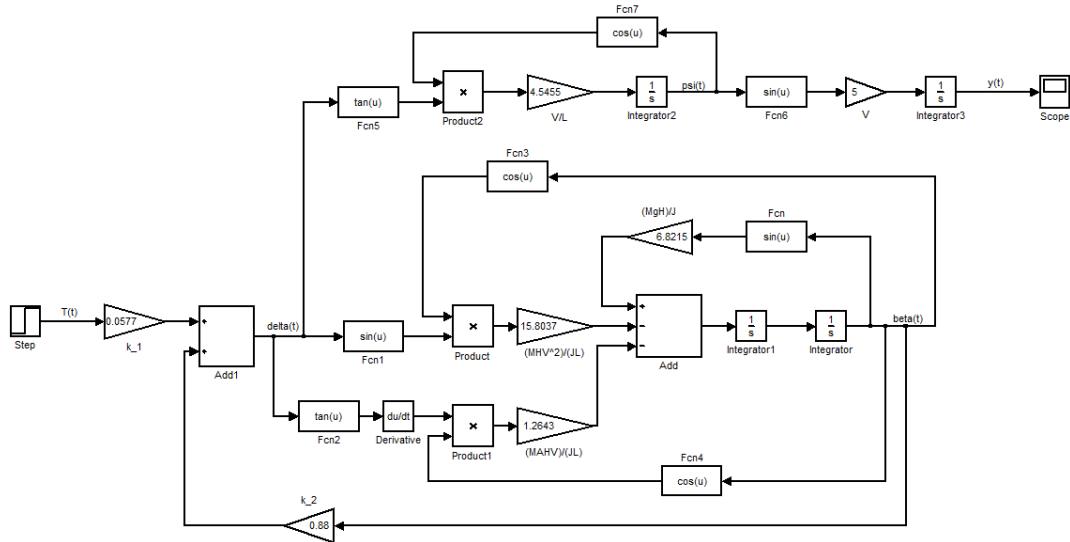 Fcn7
cos(u)
tan(u)
Fcn5
×
Product2
4.5455
V/L
1
s
Integrator2
psi(t)
sin(u)
Fcn6
5
V
1
s
Integrator3
y(t)
Scope
Fcn3
cos(u)
(MgH)/J
6.8215
Fcn
sin(u)
Step
T(t)
0.0577
k_1
+
+
Add1
delta(t)
sin(u)
Fcn1
×
Product
15.8037
(MHV^2)/(JL)
+
−
−
Add
1
s
Integrator1
1
s
Integrator
beta(t)
tan(u)
Fcn2
du/dt
Derivative
×
Product1
1.2643
(MAHV)/(JL)
Fcn4
cos(u)
k_2
0.88